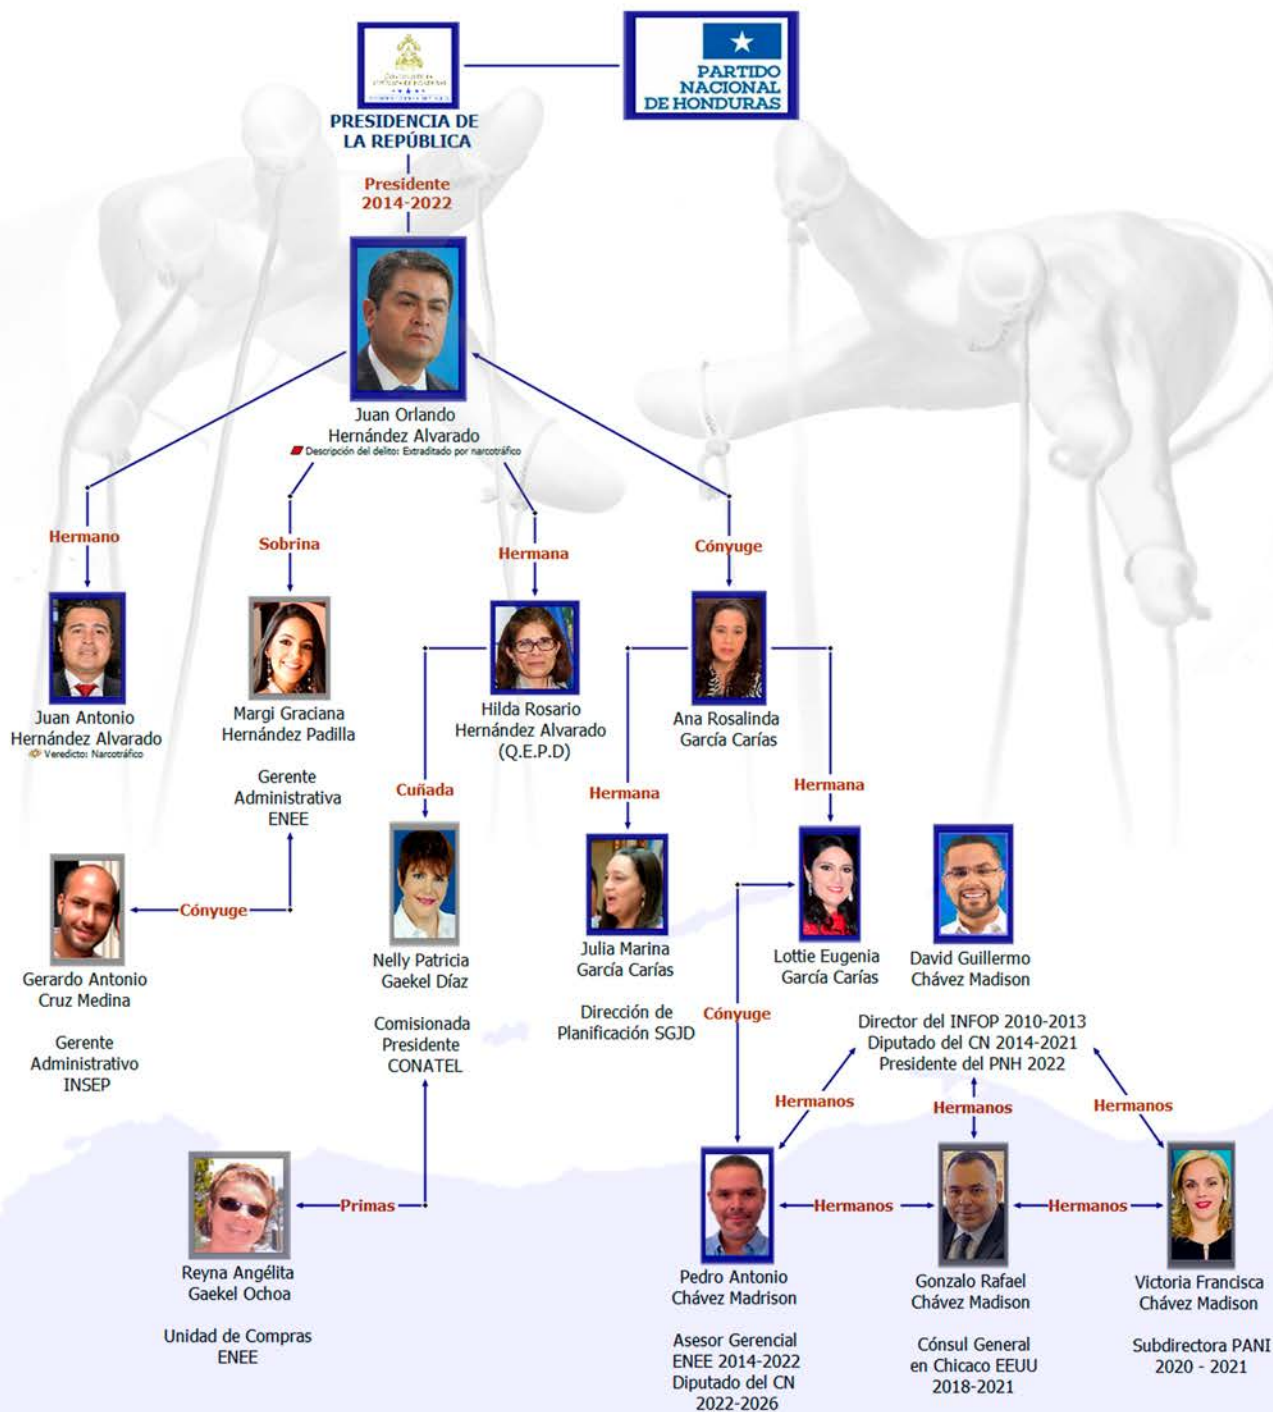 PARTIDO
NACIONAL
DE HONDURAS
PRESIDENCIA DE
LA REPÚBLICA
Presidente
2014-2022
Juan Orlando
Hernández Alvarado
Descripción del delito: Extraditado por narcotráfico
Hermano
Sobrina
Hermana
Cónyuge
Juan Antonio
Hernández Alvarado
Veredicto: Narcotráfico
Margi Graciana
Hernández Padilla
Gerente
Administrativa
ENEE
Hilda Rosario
Hernández Alvarado
(Q.E.P.D)
Ana Rosalinda
García Carías
Cuñada
Hermana
Hermana
Cónyuge
Gerardo Antonio
Cruz Medina
Gerente
Administrativo
INSEP
Nelly Patricia
Gaekel Díaz
Comisionada
Presidente
CONATEL
Julia Marina
García Carías
Dirección de
Planificación SGJD
Lottie Eugenia
García Carías
David Guillermo
Chávez Madison
Director del INFOP 2010-2013
Diputado del CN 2014-2021
Presidente del PNH 2022
Cónyuge
Hermanos
Hermanos
Hermanos
Primas
Hermanos
Hermanos
Reyna Angélita
Gaekel Ochoa
Unidad de Compras
ENEE
Pedro Antonio
Chávez Madrison
Asesor Gerencial
ENEE 2014-2022
Diputado del CN
2022-2026
Gonzalo Rafael
Chávez Madison
Cónsul General
en Chicaco EEUU
2018-2021
Victoria Francisca
Chávez Madison
Subdirectora PANI
2020 - 2021